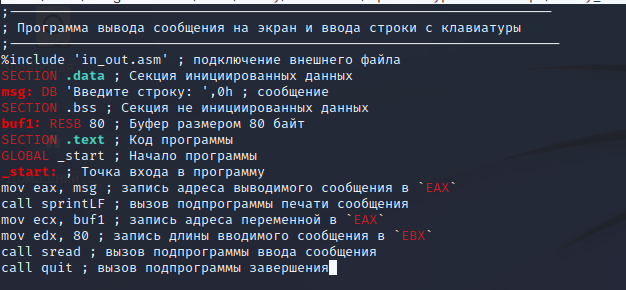 ;---------------------------------------------------------------
; Программа вывода сообщения на экран и ввода строки с клавиатуры
;---------------------------------------------------------------
%include 'in_out.asm' ; подключение внешнего файла
SECTION .data ; Секция инициированных данных
msg: DB 'Введите строку: ',0h ; сообщение
SECTION .bss ; Секция не инициированных данных
buf1: RESB 80 ; Буфер размером 80 байт
SECTION .text ; Код программы
GLOBAL _start ; Начало программы
_start: ; Точка входа в программу
mov eax, msg ; запись адреса выводимого сообщения в `EAX`
call sprintLF ; вызов подпрограммы печати сообщения
mov ecx, buf1 ; запись адреса переменной в `EAX`
mov edx, 80 ; запись длины вводимого сообщения в `EBX`
call sread ; вызов подпрограммы ввода сообщения
call quit ; вызов подпрограммы завершения